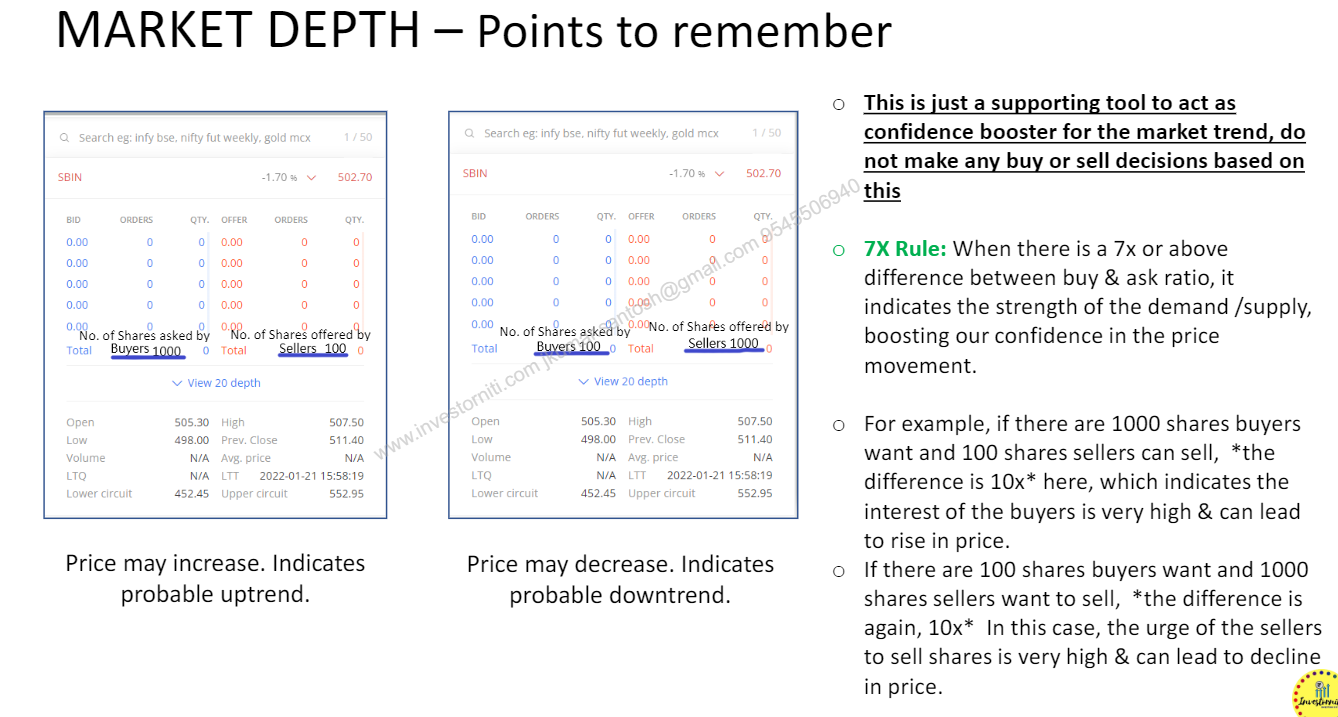 MARKET DEPTH – Points to remember
Search eg: infy bse, nifty fut weekly, gold mcx 1 / 50
SBIN -1.70 % 502.70
BID ORDERS QTY. OFFER ORDERS QTY.
0.00 0 0 0.00 0 0
0.00 0 0 0.00 0 0
0.00 0 0 0.00 0 0
0.00 0 0 0.00 0 0
0.00 0 0.00
No. of Shares asked by No. of Shares offered by
Total Buyers 1000 0 Total Sellers 100 0
View 20 depth
Open 505.30 High 507.50
Low 498.00 Prev. Close 511.40
Volume N/A Avg. price N/A
LTQ N/A LTT 2022-01-21 15:58:19
Lower circuit 452.45 Upper circuit 552.95
Price may increase. Indicates
probable uptrend.
Search eg: infy bse, nifty fut weekly, gold mcx 1 / 50
SBIN -1.70 % 502.70
BID ORDERS QTY. OFFER ORDERS QTY.
0.00 0 0 0.00 0 0
0.00 0 0 0.00 0 0
0.00 0 0 0.00 0 0
0.00 0 0 0.00 0 0
0.00 0 0 0.00 0 0
No. of Shares asked by No. of Shares offered by
Total Buyers 100 0 Total Sellers 1000 0
View 20 depth
Open 505.30 High 507.50
Low 498.00 Prev. Close 511.40
Volume N/A Avg. price N/A
LTQ N/A LTT 2022-01-21 15:58:19
Lower circuit 452.45 Upper circuit 552.95
Price may decrease. Indicates
probable downtrend.
This is just a supporting tool to act as
confidence booster for the market trend, do
not make any buy or sell decisions based on
this
7X Rule: When there is a 7x or above
difference between buy & ask ratio, it
indicates the strength of the demand /supply,
boosting our confidence in the price
movement.
For example, if there are 1000 shares buyers
want and 100 shares sellers can sell, *the
difference is 10x* here, which indicates the
interest of the buyers is very high & can lead
to rise in price.
If there are 100 shares buyers want and 1000
shares sellers want to sell, *the difference is
again, 10x* In this case, the urge of the sellers
to sell shares is very high & can lead to decline
in price.
www.investorniti.com